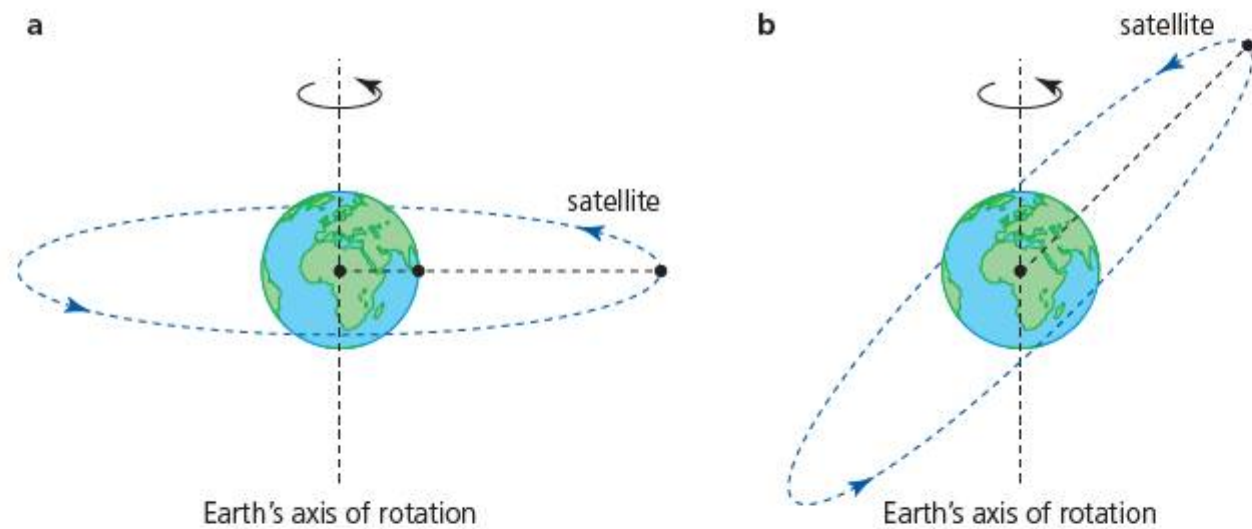 a
satellite
Earth's axis of rotation
b
satellite
Earth's axis of rotation